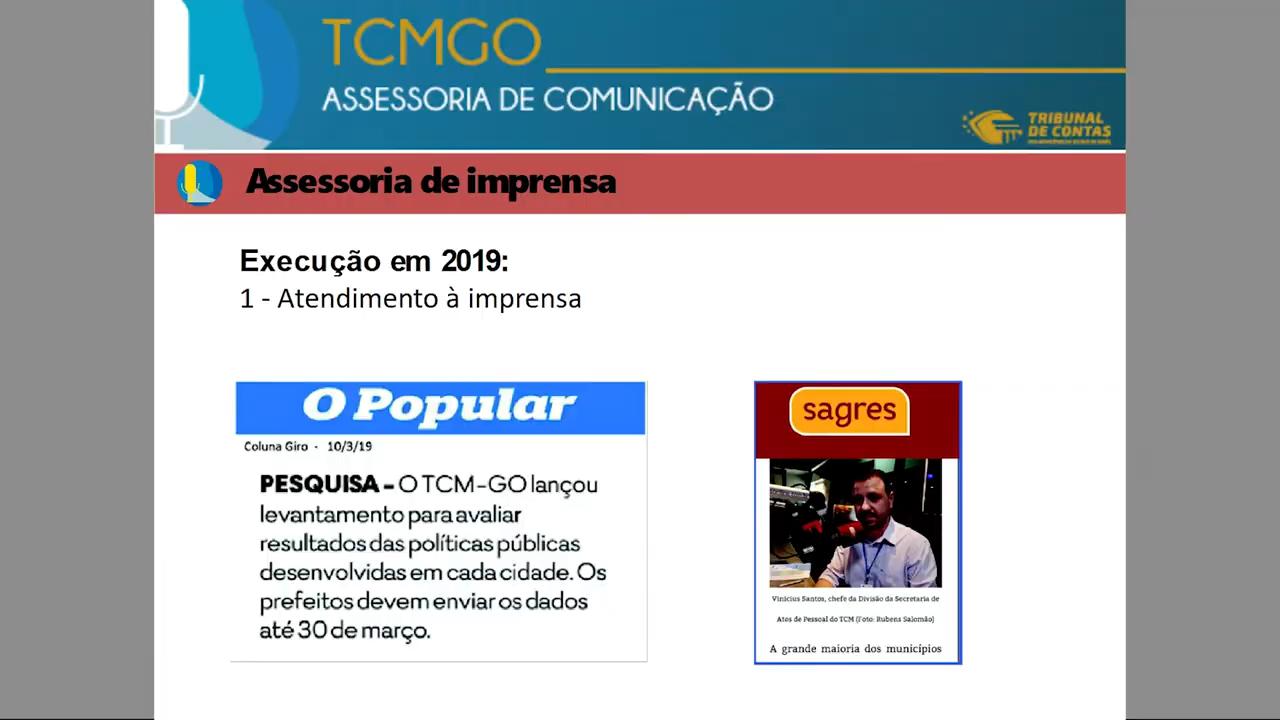 TCMGO
ASSESSORIA DE COMUNICAÇÃO
TRIBUNAL
DE CONTAS
Assessoria de imprensa
Execução em 2019:
1 - Atendimento à imprensa
O Popular
Coluna Giro - 10/3/19
PESQUISA – O TCM-GO lançou
levantamento para avaliar
resultados das políticas públicas
desenvolvidas em cada cidade. Os
prefeitos devem enviar os dados
até 30 de março.
sagres
Vinicius Santos, chefe da Divisão da Secretaria de
Atos de Pessoal do TCM (Foto: Rubens Salomão)
A grande maioria dos municípios